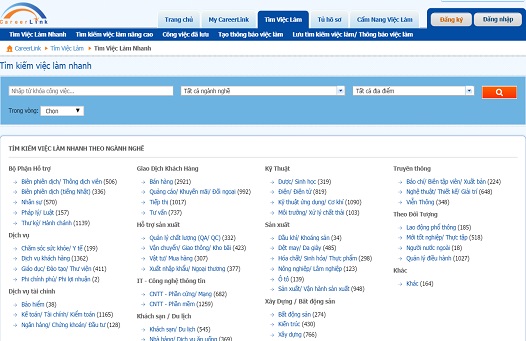 CareerLink
Trang chủ
My CareerLink
Tìm Việc Làm
Tủ hồ sơ
Cẩm Nang Việc Làm
Đăng ký
Đăng nhập
Tìm Việc Làm Nhanh
Tìm kiếm việc làm nâng cao
Công việc đã lưu
Tạo thông báo việc làm
Lưu tìm kiếm việc làm/ Thông báo việc làm
CareerLink
Tìm Việc Làm
Tìm Việc Làm Nhanh
Tìm kiếm việc làm nhanh
Nhập từ khóa công việc...
Tất cả ngành nghề
Tất cả địa điểm
Trong vòng:
Chọn
TÌM KIẾM VIỆC LÀM NHANH THEO NGÀNH NGHỀ
Bộ Phận Hỗ trợ
Biên phiên dịch/ Thông dịch viên (506)
Biên phiên dịch (tiếng Nhật) (336)
Nhân sự (570)
Pháp lý/ Luật (157)
Thư ký/ Hành chánh (1139)
Dịch vụ
Chăm sóc sức khỏe/ Y tế (199)
Dịch vụ khách hàng (1362)
Giáo dục/ Đào tạo/ Thư viện (411)
Phi chính phủ/ Phi lợi nhuận (2)
Dịch vụ tài chính
Bảo hiểm (38)
Kế toán/ Tài chính/ Kiểm toán (1165)
Ngân hàng/ Chứng khoán/ Đầu tư (128)
Giao Dịch Khách Hàng
Bán hàng (2921)
Quảng cáo/ Khuyến mãi/ Đối ngoại (992)
Tiếp thị (1017)
Tư vấn (737)
Hỗ trợ sản xuất
Quản lý chất lượng (QA/ QC) (332)
Vận chuyển/ Giao thông/ Kho bãi (423)
Vật tư/ Mua hàng (307)
Xuất nhập khẩu/ Ngoại thương (377)
IT - Công nghệ thông tin
CNTT - Phần cứng/ Mạng (682)
CNTT - Phần mềm (1259)
Khách sạn / Du lịch
Khách sạn/ Du lịch (545)
Nhà hàng/ Dịch vụ ăn uống (369)
Kỹ Thuật
Dược/ Sinh học (319)
Điện/ Điện tử (819)
Kỹ thuật ứng dụng/ Cơ khí (1090)
Môi trường/ Xử lý chất thải (103)
Sản xuất
Dầu khí/ Khoáng sản (34)
Dệt may/ Da giày (485)
Hóa chất/ Sinh hóa/ Thực phẩm (298)
Nông nghiệp/ Lâm nghiệp (123)
Ô tô (139)
Sản xuất/ Vận hành sản xuất (948)
Xây Dựng / Bất động sản
Bất động sản (274)
Kiến trúc (430)
Xây dựng (766)
Truyền thông
Báo chí/ Biên tập viên/ Xuất bản (224)
Nghệ thuật/ Thiết kế/ Giải trí (648)
Viễn Thông (348)
Theo Đối Tượng
Lao động phổ thông (185)
Mới tốt nghiệp/ Thực tập (518)
Người nước ngoài (18)
Quản lý điều hành (1027)
Khác
Khác (164)